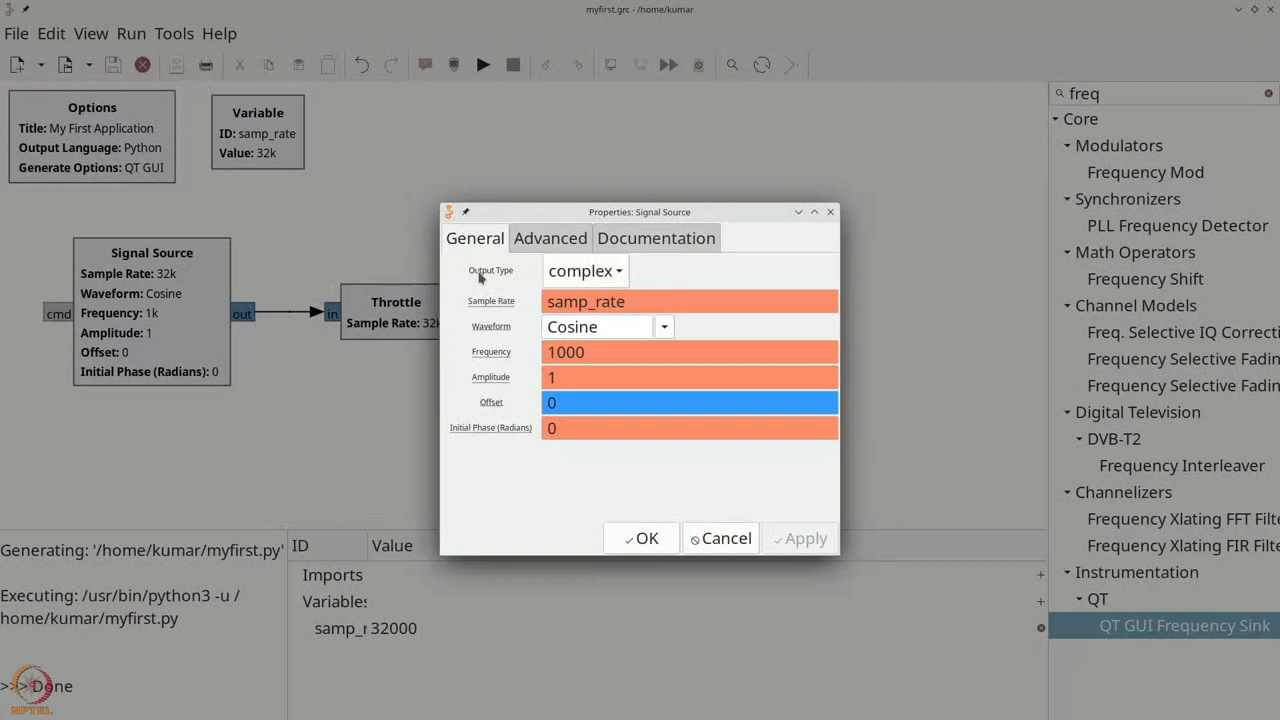 myfirst.grc - /home/kumar
File Edit View Run Tools Help
Options
Title: My First Application
Output Language: Python
Generate Options: QT GUI
Variable
ID: samp_rate
Value: 32k
Signal Source
Sample Rate: 32k
Waveform: Cosine
Frequency: 1k
Amplitude: 1
Offset: 0
Initial Phase (Radians): 0
cmd
out
in
Throttle
Sample Rate: 32k
Properties: Signal Source
General Advanced Documentation
Output Type complex
Sample Rate samp_rate
Waveform Cosine
Frequency 1000
Amplitude 1
Offset 0
Initial Phase (Radians) 0
OK Cancel Apply
freq
Core
Modulators
Frequency Mod
Synchronizers
PLL Frequency Detector
Math Operators
Frequency Shift
Channel Models
Freq. Selective IQ Correcti
Frequency Selective Fadin
Frequency Selective Fadin
Digital Television
DVB-T2
Frequency Interleaver
Channelizers
Frequency Xlating FFT Filte
Frequency Xlating FIR Filte
Instrumentation
QT
QT GUI Frequency Sink
Generating: '/home/kumar/myfirst.py'
Executing: /usr/bin/python3 -u /
home/kumar/myfirst.py
>>> Done
NPTEL
ID Value
Imports
Variables
samp_r 32000